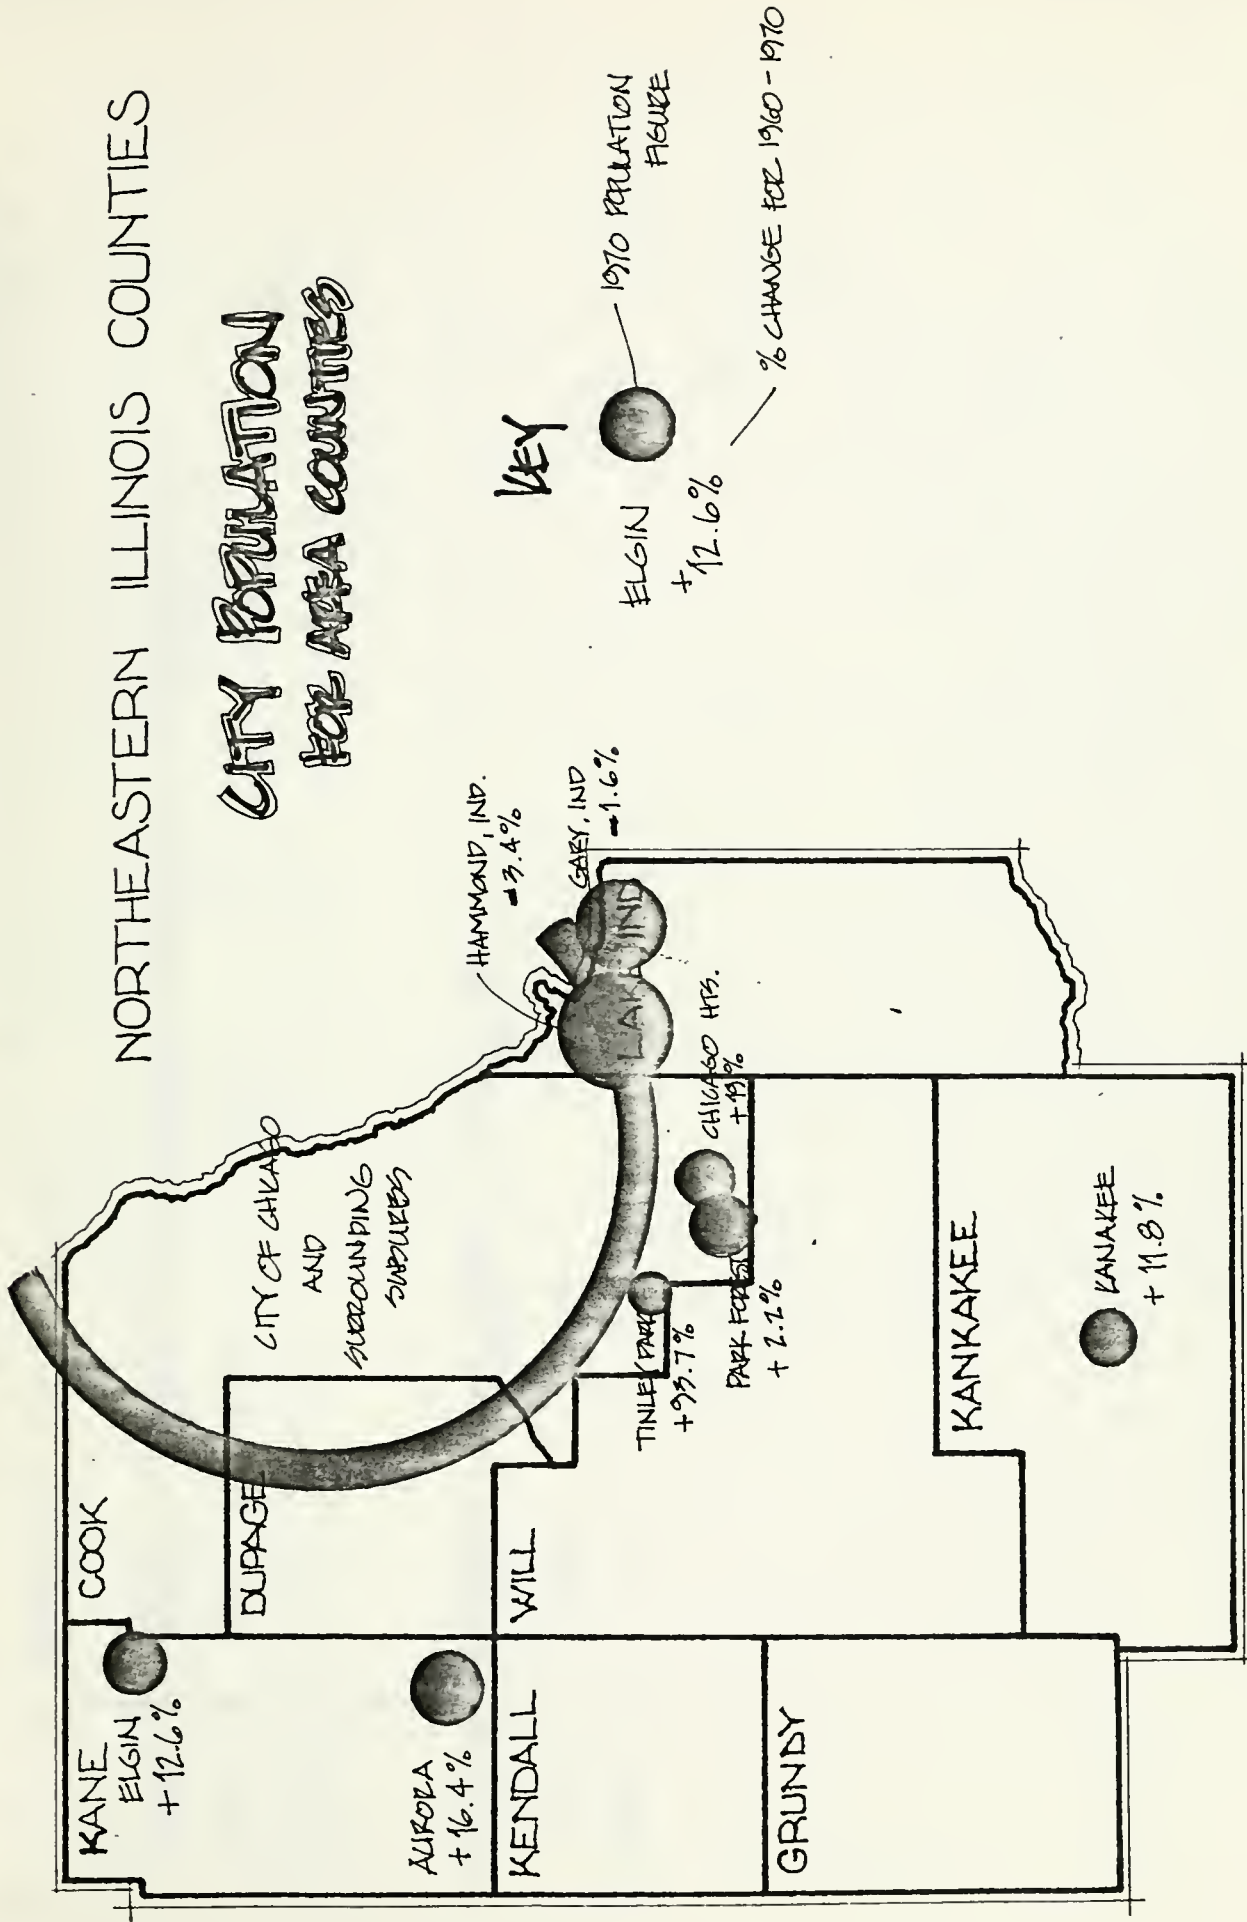 NORTHEASTERN ILLINOIS COUNTIES
CITY POPULATION
FOR AREA COUNTIES
KEY
ELGIN
+12.6%
1970 POPULATION
FIGURE
% CHANGE FOR 1960-1970
KANE
ELGIN
+12.6%
COOK
CITY OF CHICAGO
AND
SURROUNDING
SUBURBS
DUPAGE
AURORA
+16.4%
HAMMOND, IND.
-3.4%
GARY, IND
-1.6%
LAKE IND
KENDALL
WILL
TINLEY PARK
+93.7%
PARK FOREST
+2.2%
CHICAGO HTS.
+19%
GRUNDY
KANKAKEE
KANAKEE
+11.8%